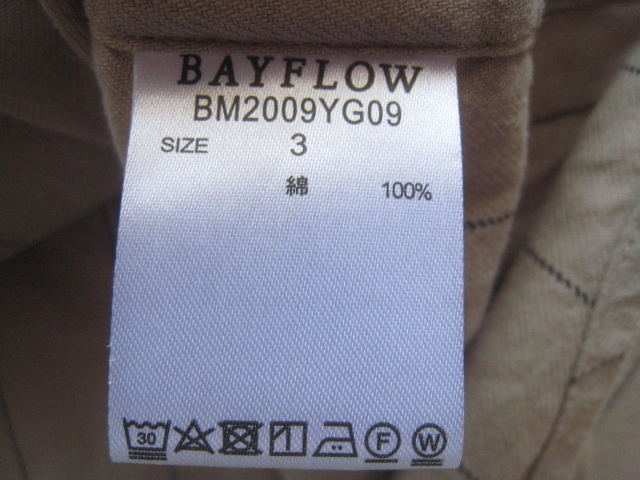 BAYFLOW
BM2009YG09
SIZE 3
綿 100%
30 F W